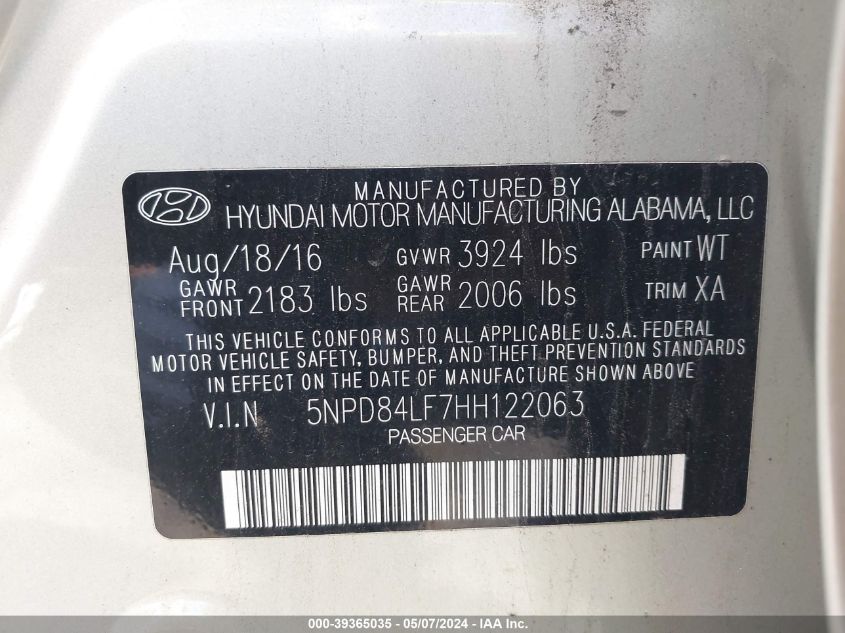 MANUFACTURED BY
HYUNDAI MOTOR MANUFACTURING ALABAMA, LLC
Aug/18/16 GVWR 3924 lbs PAINT WT
GAWR FRONT 2183 lbs GAWR REAR 2006 lbs TRIM XA
THIS VEHICLE CONFORMS TO ALL APPLICABLE U.S.A. FEDERAL
MOTOR VEHICLE SAFETY, BUMPER, AND THEFT PREVENTION STANDARDS
IN EFFECT ON THE DATE OF MANUFACTURE SHOWN ABOVE
V.I.N 5NPD84LF7HH122063
PASSENGER CAR
000-39365035 - 05/07/2024 - IAA Inc.